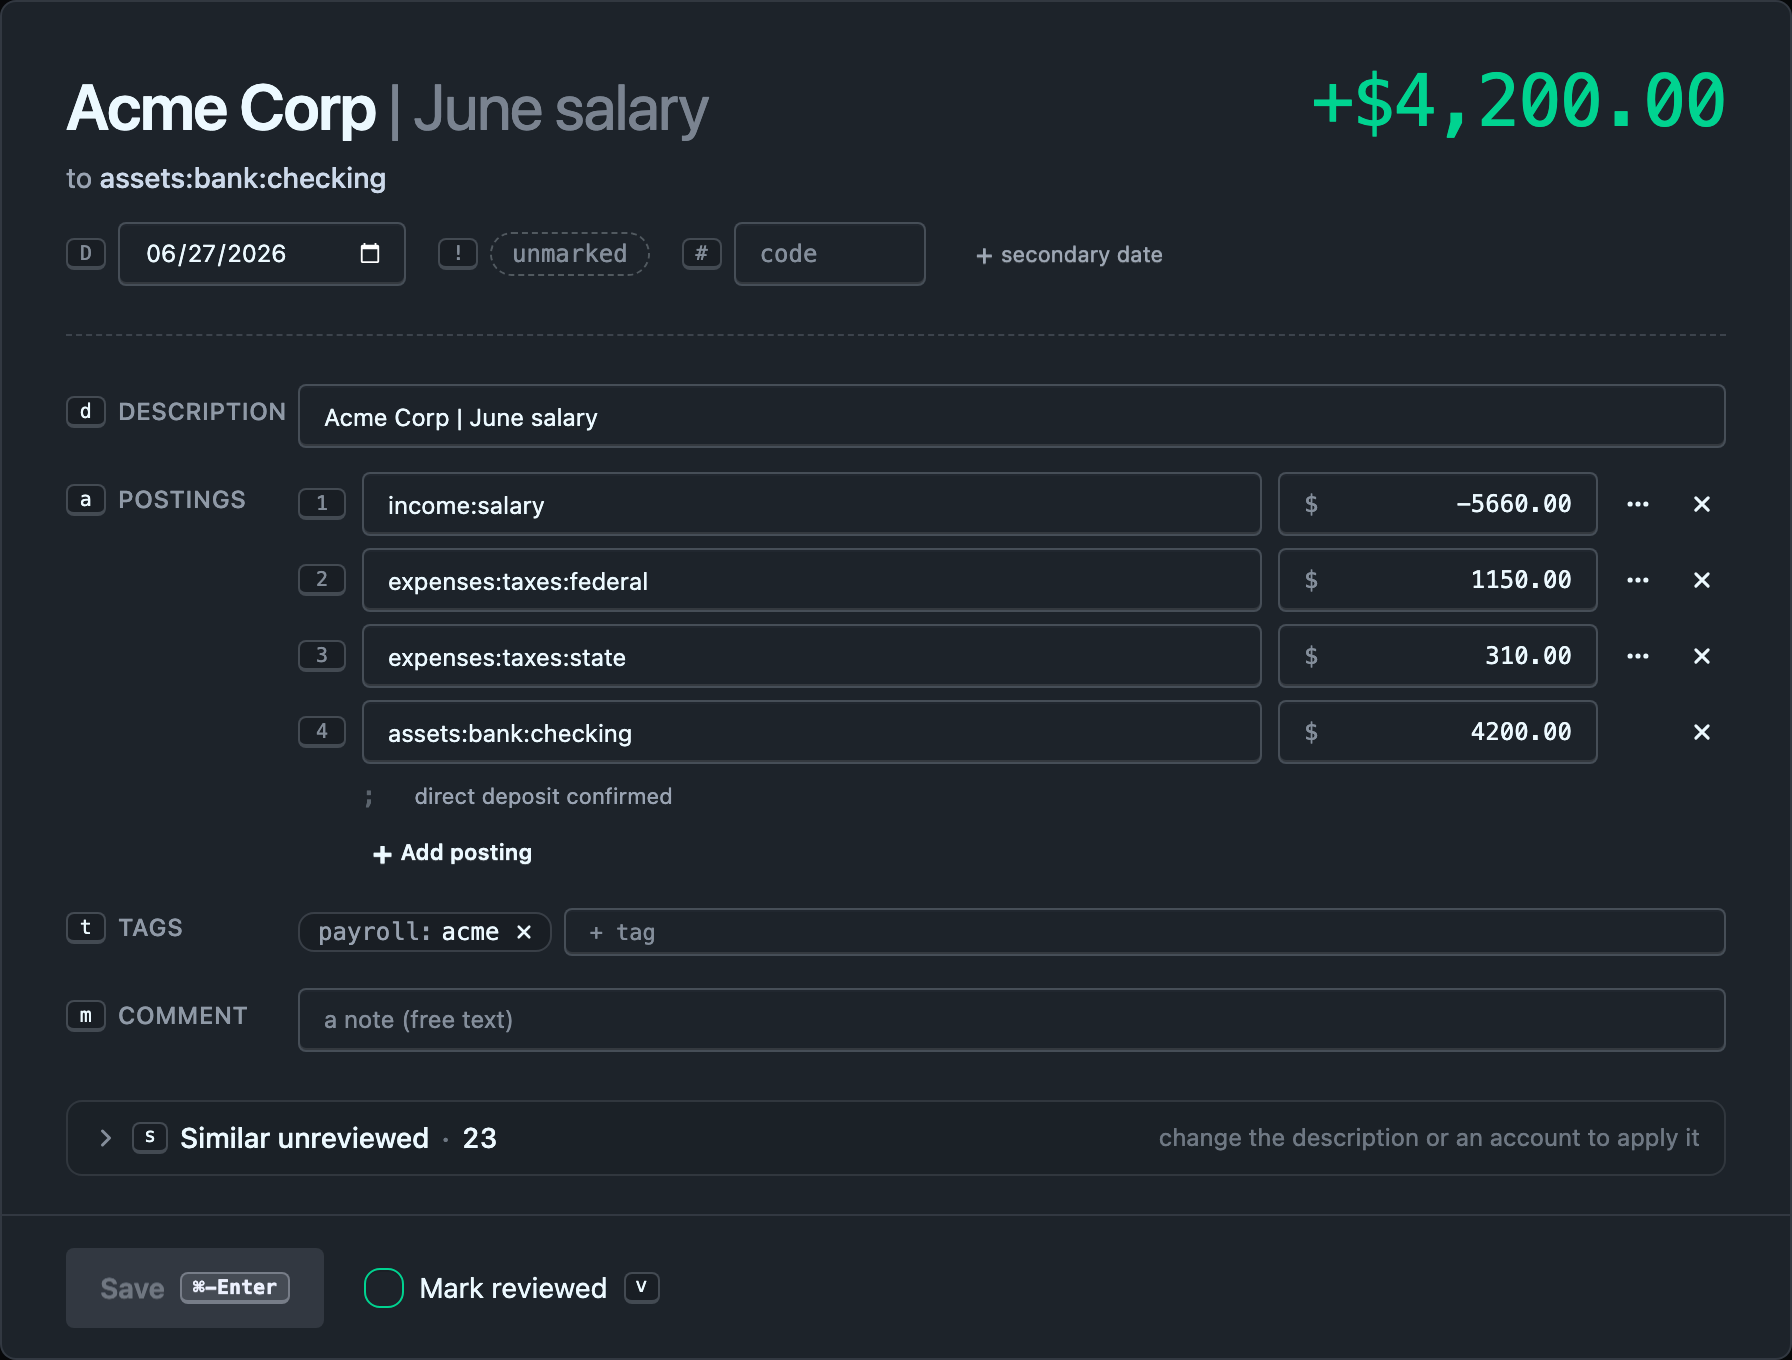 Acme Corp | June salary
+$4,200.00
to assets:bank:checking
D 06/27/2026 ! unmarked # code + secondary date
d DESCRIPTION Acme Corp | June salary
a POSTINGS 1 income:salary $ −5660.00 ··· ×
2 expenses:taxes:federal $ 1150.00 ··· ×
3 expenses:taxes:state $ 310.00 ··· ×
4 assets:bank:checking $ 4200.00 ×
; direct deposit confirmed
+ Add posting
t TAGS payroll: acme × + tag
m COMMENT a note (free text)
> S Similar unreviewed · 23 change the description or an account to apply it
Save ⌘–Enter Mark reviewed V